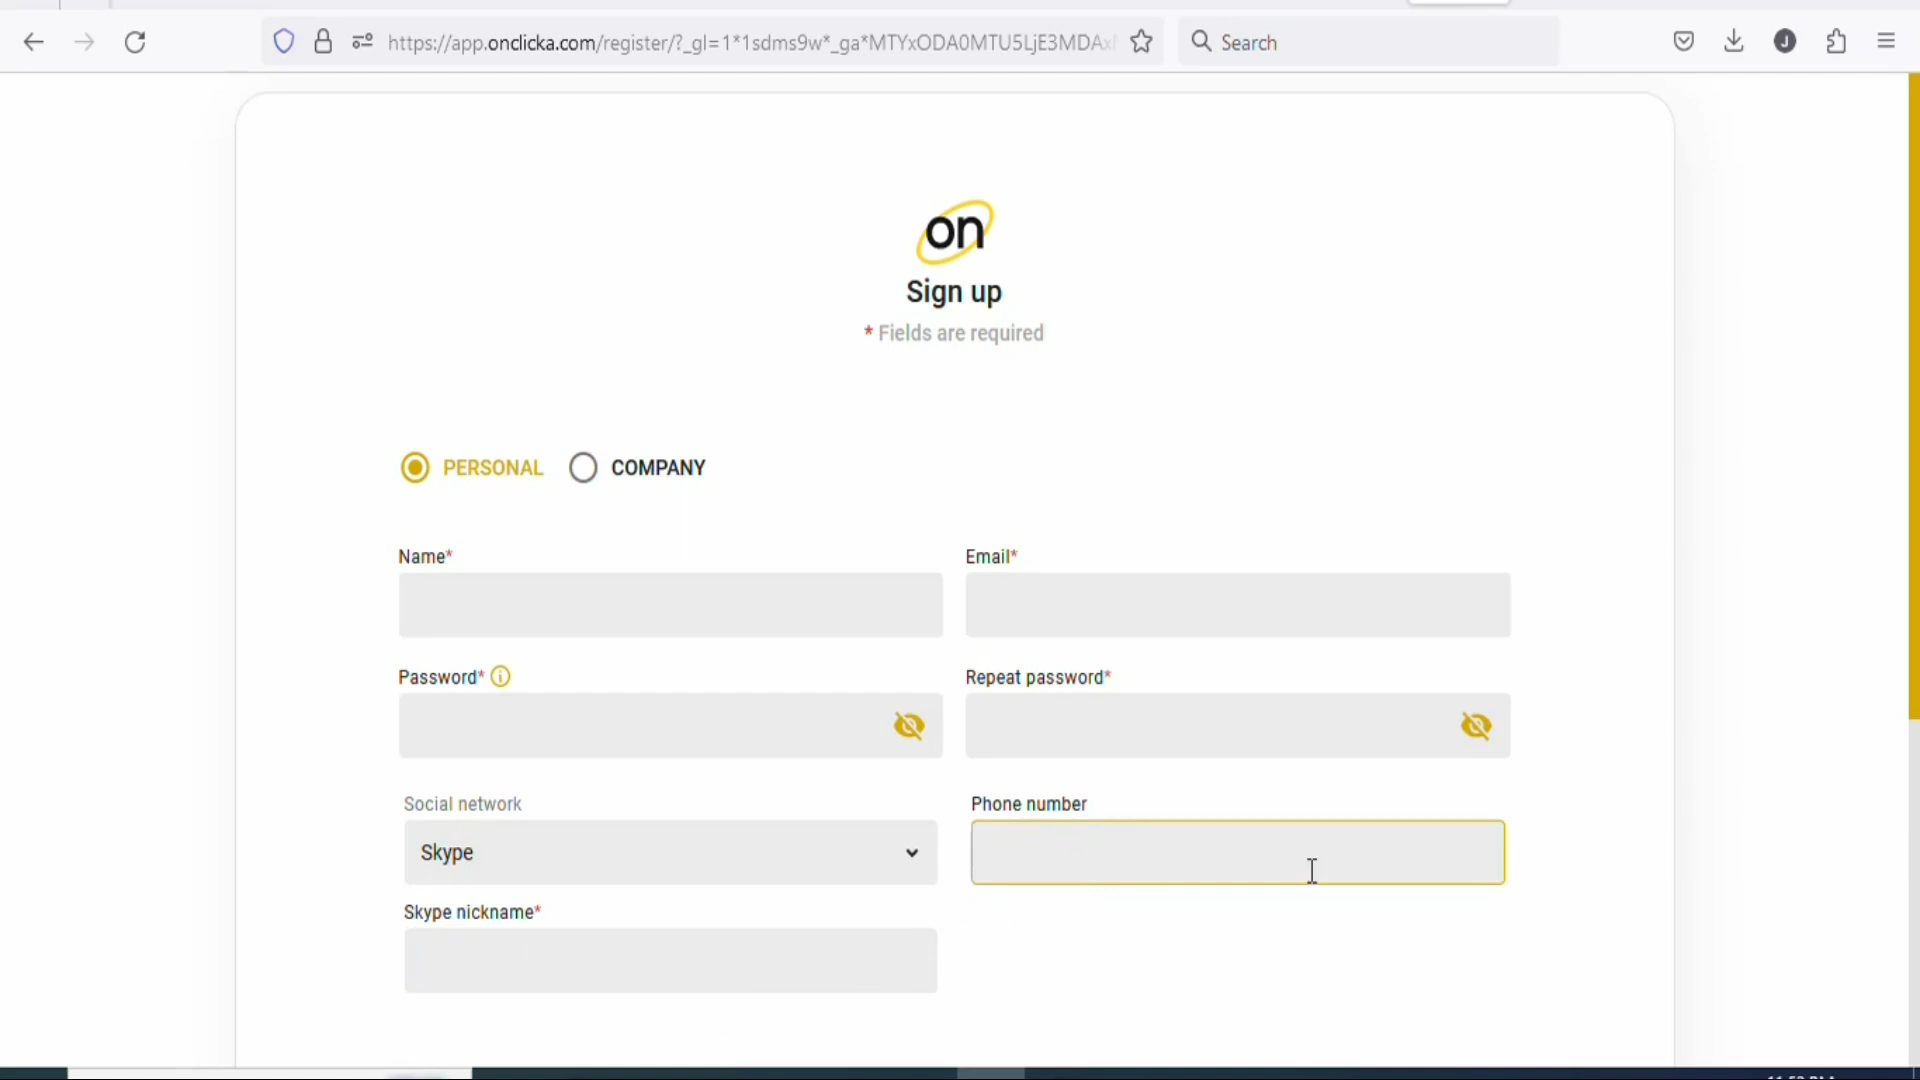 https://app.onclicka.com/register/?_gl=1*1sdms9w*_ga*MTYxODA0MTU5LjE3MDAx
Search
J
on
Sign up
* Fields are required
PERSONAL
COMPANY
Name*
Email*
Password*
Repeat password*
Social network
Phone number
Skype
Skype nickname*